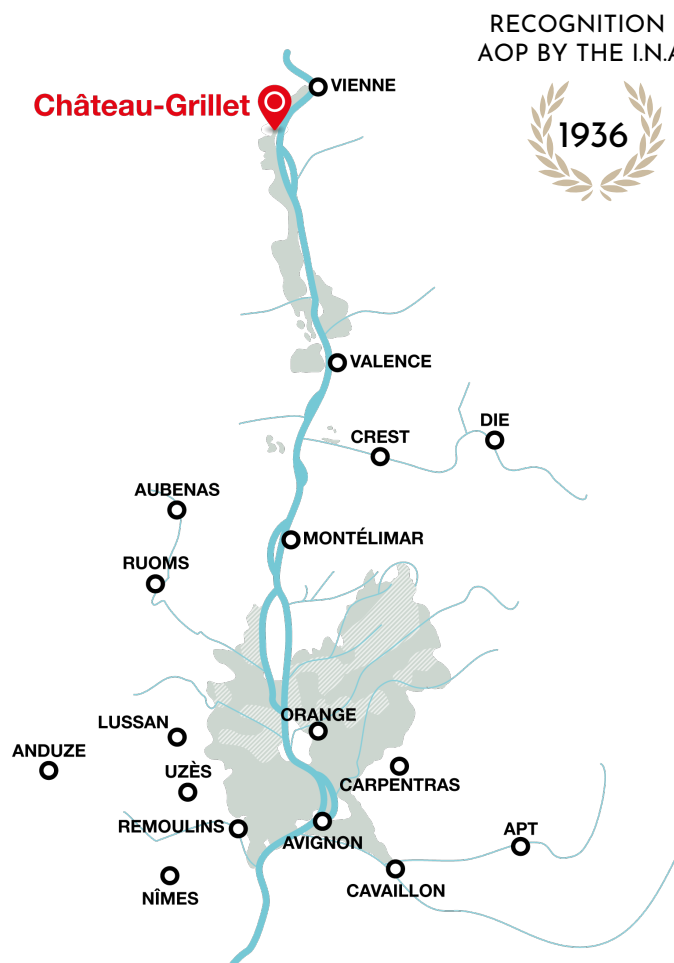 RECOGNITION
AOP BY THE I.N.A
1936
VIENNE
Château-Grillet
VALENCE
DIE
CREST
AUBENAS
MONTÉLIMAR
RUOMS
ORANGE
LUSSAN
ANDUZE
UZÈS
CARPENTRAS
REMOULINS
APT
AVIGNON
CAVAILLON
NÎMES